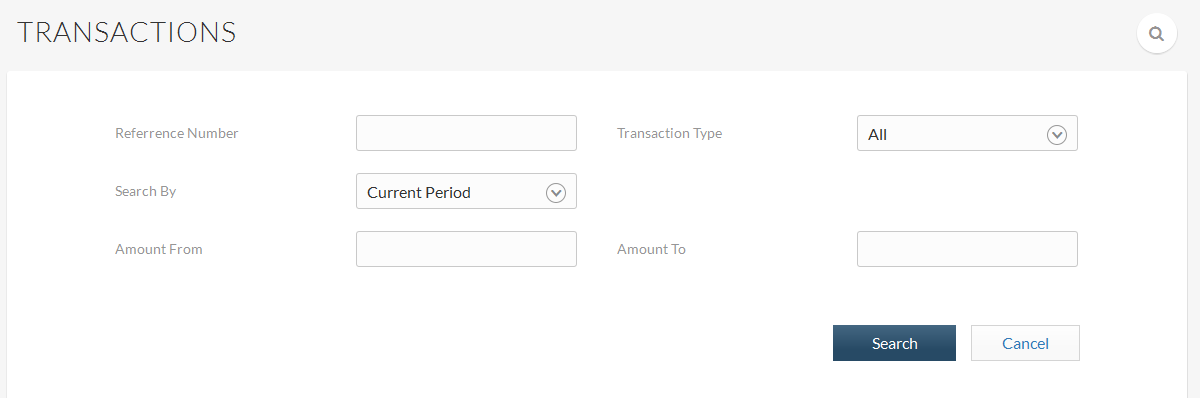 TRANSACTIONS
Referrence Number
Transaction Type
All
Search By
Current Period
Amount From
Amount To
Search
Cancel